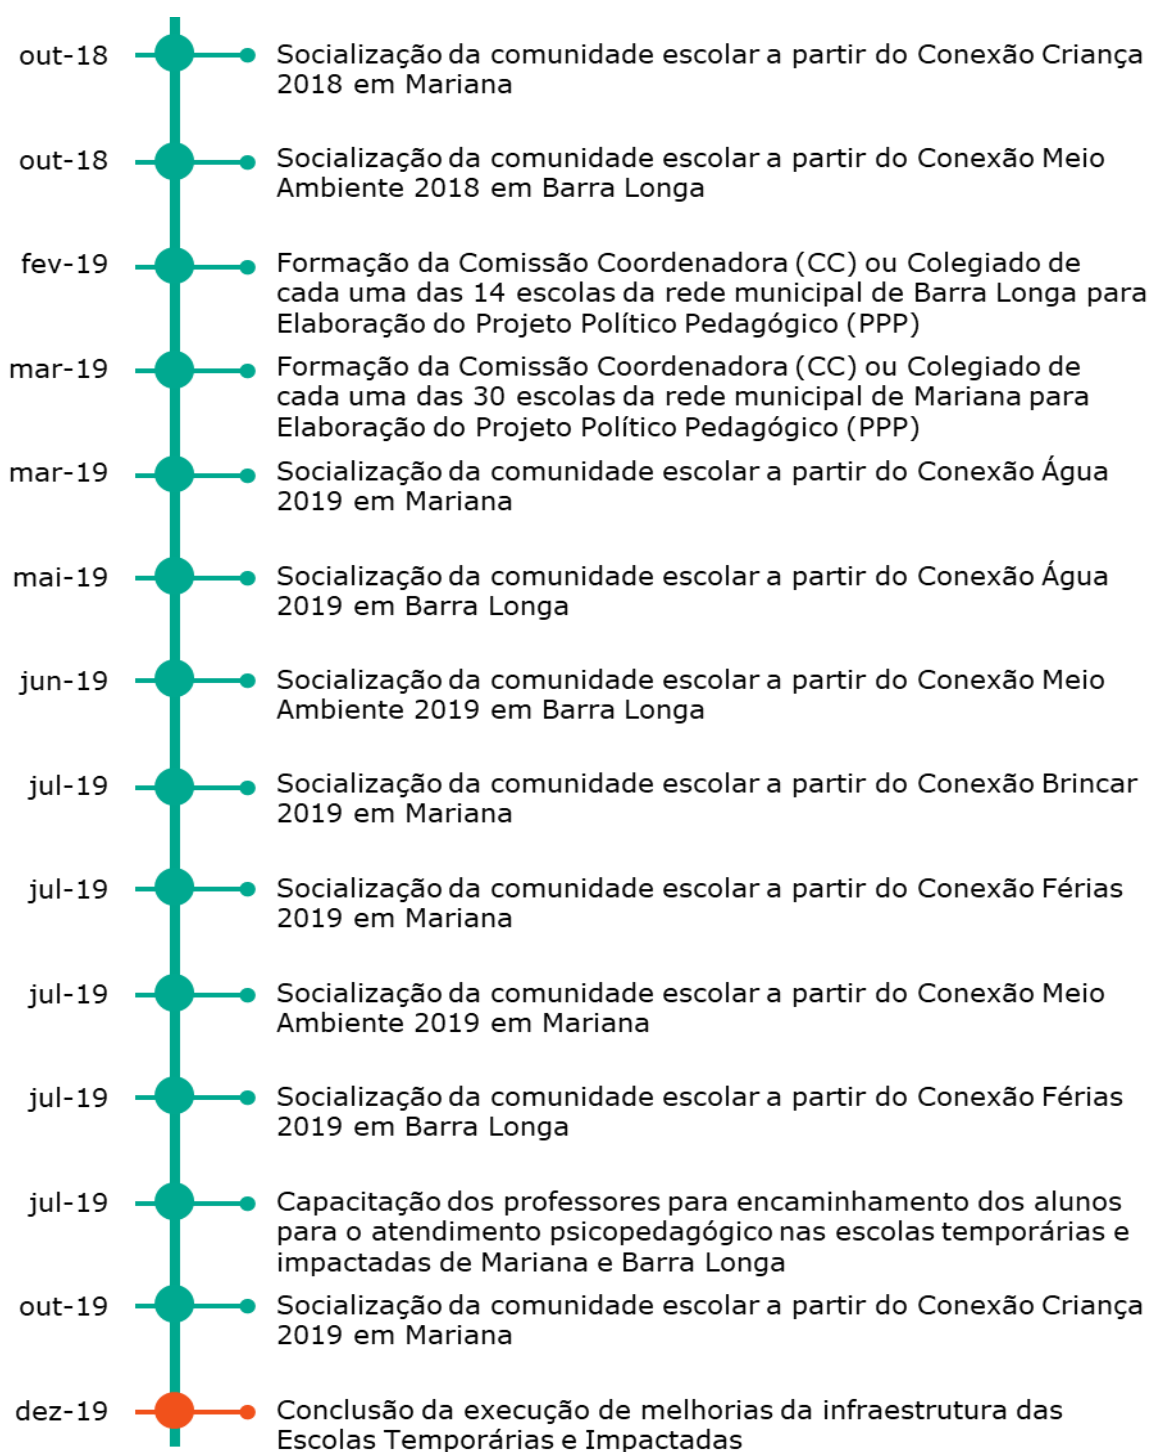 out-18
Socialização da comunidade escolar a partir do Conexão Criança
2018 em Mariana
out-18
Socialização da comunidade escolar a partir do Conexão Meio
Ambiente 2018 em Barra Longa
fev-19
Formação da Comissão Coordenadora (CC) ou Colegiado de
cada uma das 14 escolas da rede municipal de Barra Longa para
Elaboração do Projeto Político Pedagógico (PPP)
mar-19
Formação da Comissão Coordenadora (CC) ou Colegiado de
cada uma das 30 escolas da rede municipal de Mariana para
Elaboração do Projeto Político Pedagógico (PPP)
mar-19
Socialização da comunidade escolar a partir do Conexão Água
2019 em Mariana
mai-19
Socialização da comunidade escolar a partir do Conexão Água
2019 em Barra Longa
jun-19
Socialização da comunidade escolar a partir do Conexão Meio
Ambiente 2019 em Barra Longa
jul-19
Socialização da comunidade escolar a partir do Conexão Brincar
2019 em Mariana
jul-19
Socialização da comunidade escolar a partir do Conexão Férias
2019 em Mariana
jul-19
Socialização da comunidade escolar a partir do Conexão Meio
Ambiente 2019 em Mariana
jul-19
Socialização da comunidade escolar a partir do Conexão Férias
2019 em Barra Longa
jul-19
Capacitação dos professores para encaminhamento dos alunos
para o atendimento psicopedagógico nas escolas temporárias e
impactadas de Mariana e Barra Longa
out-19
Socialização da comunidade escolar a partir do Conexão Criança
2019 em Mariana
dez-19
Conclusão da execução de melhorias da infraestrutura das
Escolas Temporárias e Impactadas